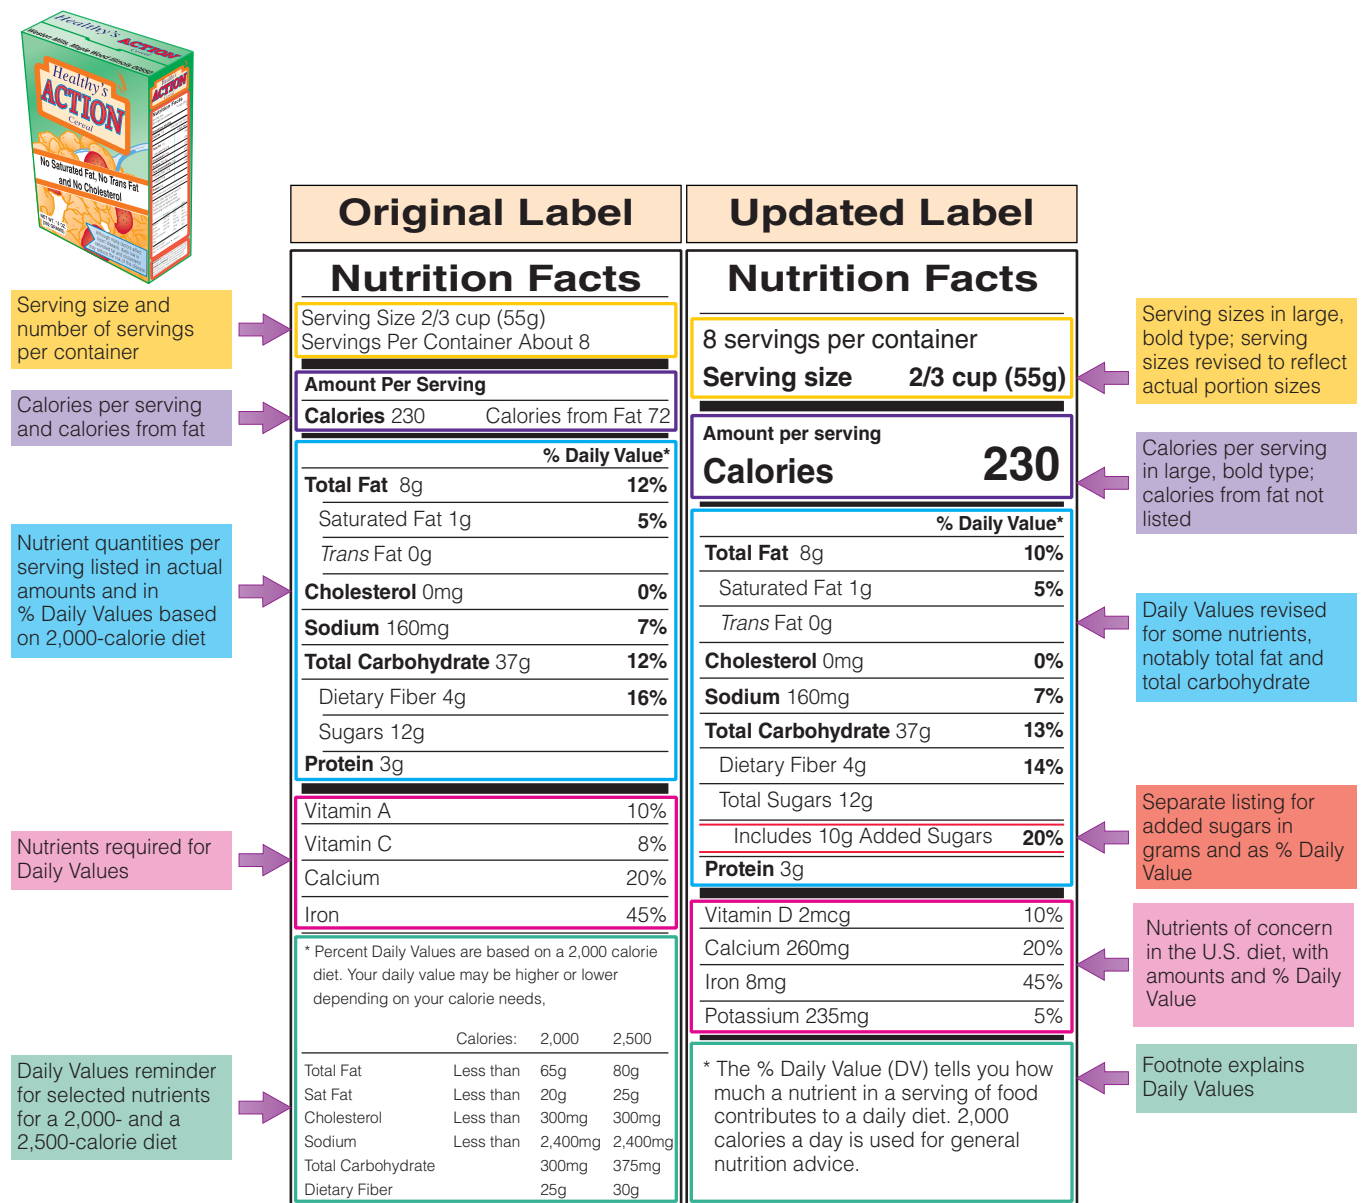 Healthy's ACTION
Cereal
Weston Mills, Maple Wood Illinois 00550
Healthy's
ACTION
Cereal
No Saturated Fat, No Trans Fat
and No Cholesterol
Healthy's
ACTION
Nutrition Facts
Original Label
Nutrition Facts
Serving Size 2/3 cup (55g)
Servings Per Container About 8
Amount Per Serving
Calories 230 Calories from Fat 72
% Daily Value*
Total Fat 8g 12%
Saturated Fat 1g 5%
Trans Fat 0g
Cholesterol 0mg 0%
Sodium 160mg 7%
Total Carbohydrate 37g 12%
Dietary Fiber 4g 16%
Sugars 12g
Protein 3g
Vitamin A 10%
Vitamin C 8%
Calcium 20%
Iron 45%
* Percent Daily Values are based on a 2,000 calorie
diet. Your daily value may be higher or lower
depending on your calorie needs,
Calories: 2,000 2,500
Total Fat Less than 65g 80g
Sat Fat Less than 20g 25g
Cholesterol Less than 300mg 300mg
Sodium Less than 2,400mg 2,400mg
Total Carbohydrate 300mg 375mg
Dietary Fiber 25g 30g
Serving size and
number of servings
per container
Calories per serving
and calories from fat
Nutrient quantities per
serving listed in actual
amounts and in
% Daily Values based
on 2,000-calorie diet
Nutrients required for
Daily Values
Daily Values reminder
for selected nutrients
for a 2,000- and a
2,500-calorie diet
Updated Label
Nutrition Facts
8 servings per container
Serving size 2/3 cup (55g)
Amount per serving
Calories 230
% Daily Value*
Total Fat 8g 10%
Saturated Fat 1g 5%
Trans Fat 0g
Cholesterol 0mg 0%
Sodium 160mg 7%
Total Carbohydrate 37g 13%
Dietary Fiber 4g 14%
Total Sugars 12g
Includes 10g Added Sugars 20%
Protein 3g
Vitamin D 2mcg 10%
Calcium 260mg 20%
Iron 8mg 45%
Potassium 235mg 5%
* The % Daily Value (DV) tells you how
much a nutrient in a serving of food
contributes to a daily diet. 2,000
calories a day is used for general
nutrition advice.
Serving sizes in large,
bold type; serving
sizes revised to reflect
actual portion sizes
Calories per serving
in large, bold type;
calories from fat not
listed
Daily Values revised
for some nutrients,
notably total fat and
total carbohydrate
Separate listing for
added sugars in
grams and as % Daily
Value
Nutrients of concern
in the U.S. diet, with
amounts and % Daily
Value
Footnote explains
Daily Values